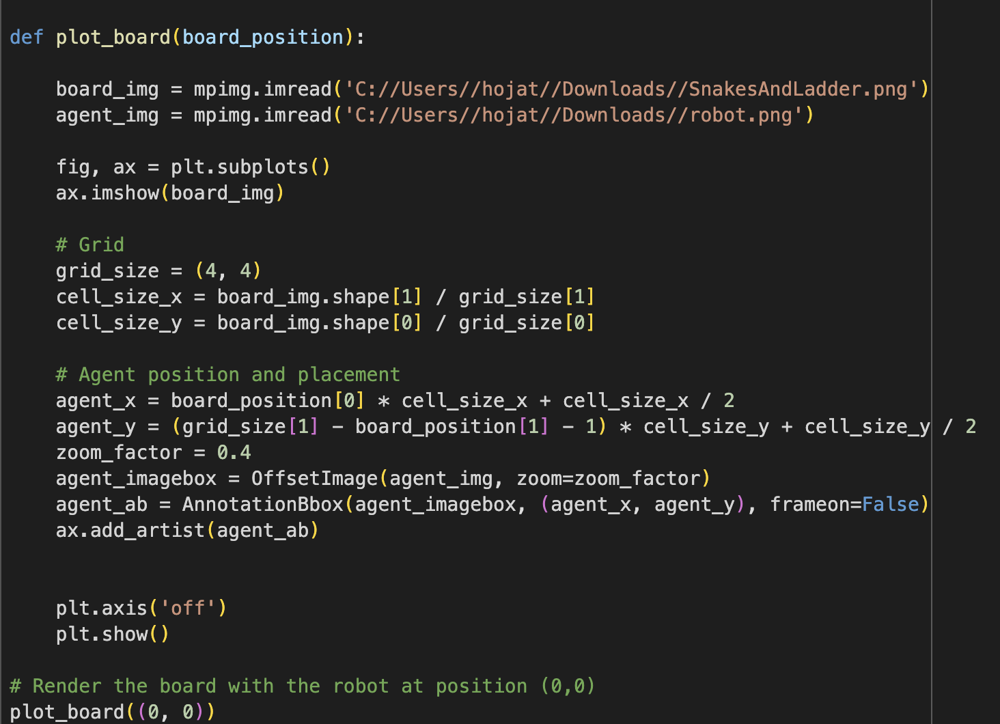 def plot_board(board_position):
board_img = mpimg.imread('C://Users//hojat//Downloads//SnakesAndLadder.png')
agent_img = mpimg.imread('C://Users//hojat//Downloads//robot.png')
fig, ax = plt.subplots()
ax.imshow(board_img)
# Grid
grid_size = (4, 4)
cell_size_x = board_img.shape[1] / grid_size[1]
cell_size_y = board_img.shape[0] / grid_size[0]
# Agent position and placement
agent_x = board_position[0] * cell_size_x + cell_size_x / 2
agent_y = (grid_size[1] - board_position[1] - 1) * cell_size_y + cell_size_y / 2
zoom_factor = 0.4
agent_imagebox = OffsetImage(agent_img, zoom=zoom_factor)
agent_ab = AnnotationBbox(agent_imagebox, (agent_x, agent_y), frameon=False)
ax.add_artist(agent_ab)
plt.axis('off')
plt.show()
# Render the board with the robot at position (0,0)
plot_board((0, 0))